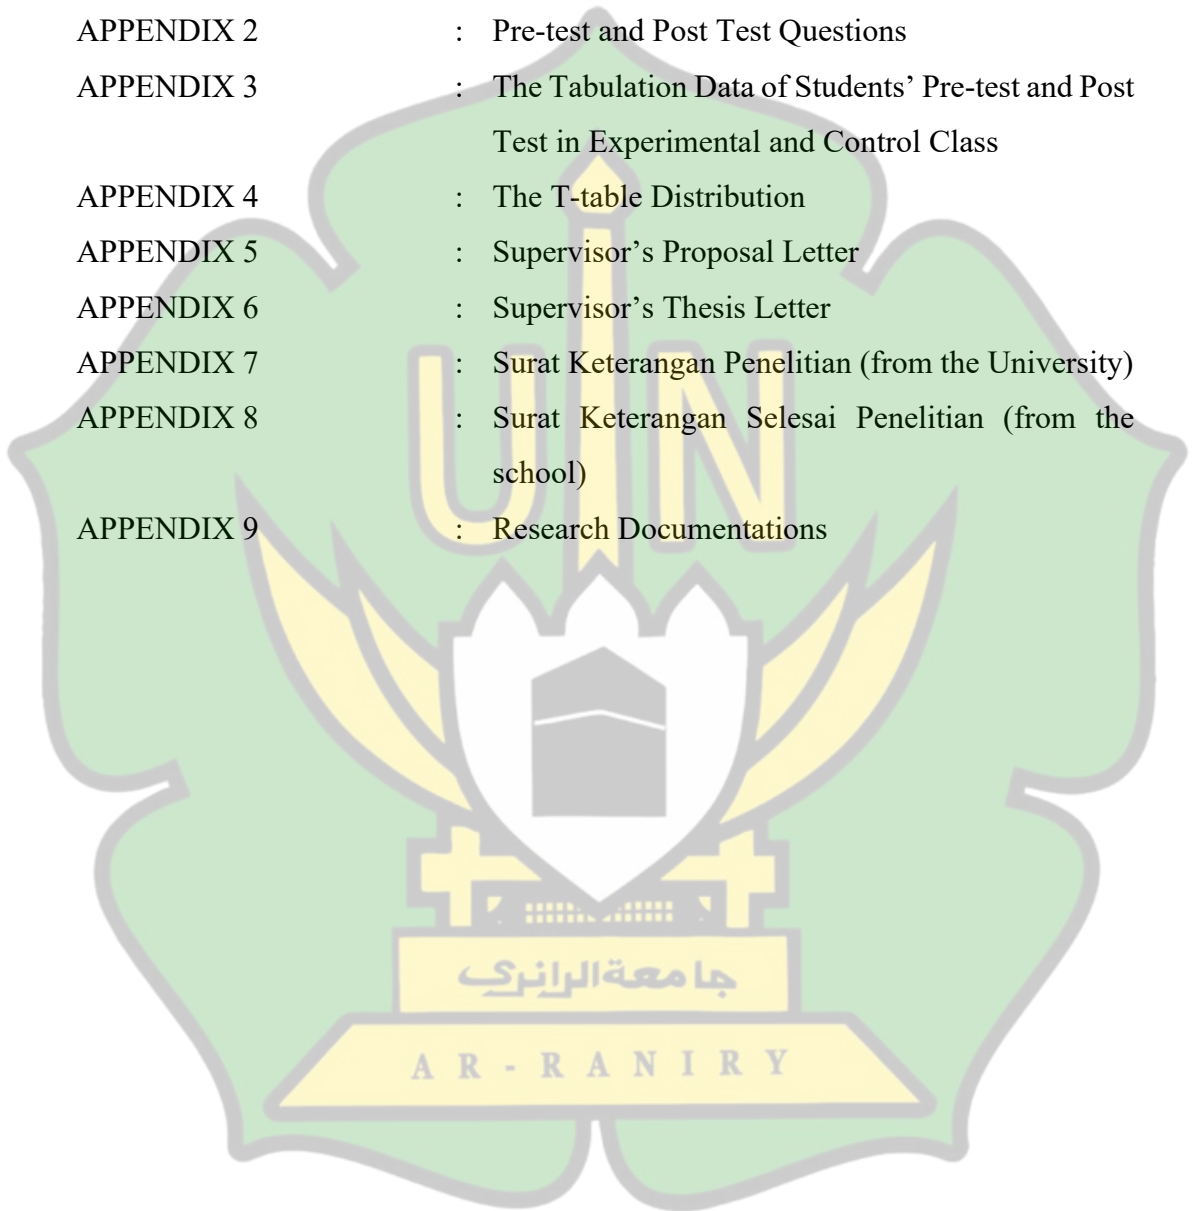 APPENDIX 2 : Pre-test and Post Test Questions
APPENDIX 3 : The Tabulation Data of Students’ Pre-test and Post
Test in Experimental and Control Class
APPENDIX 4 : The T-table Distribution
APPENDIX 5 : Supervisor’s Proposal Letter
APPENDIX 6 : Supervisor’s Thesis Letter
APPENDIX 7 : Surat Keterangan Penelitian (from the University)
APPENDIX 8 : Surat Keterangan Selesai Penelitian (from the
school)
APPENDIX 9 : Research Documentations
UIN
جامعةالرانري
AR-RANIRY